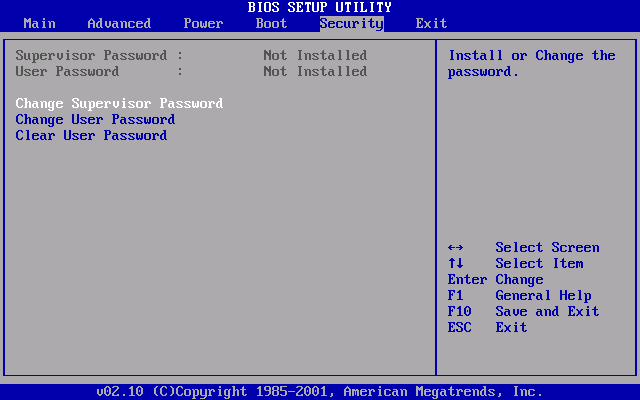 BIOS SETUP UTILITY
Main Advanced Power Boot Security Exit
Supervisor Password : Not Installed
User Password : Not Installed
Change Supervisor Password
Change User Password
Clear User Password
Install or Change the
password.
↔ Select Screen
↑↓ Select Item
Enter Change
F1 General Help
F10 Save and Exit
ESC Exit
v02.10 (C)Copyright 1985-2001, American Megatrends, Inc.